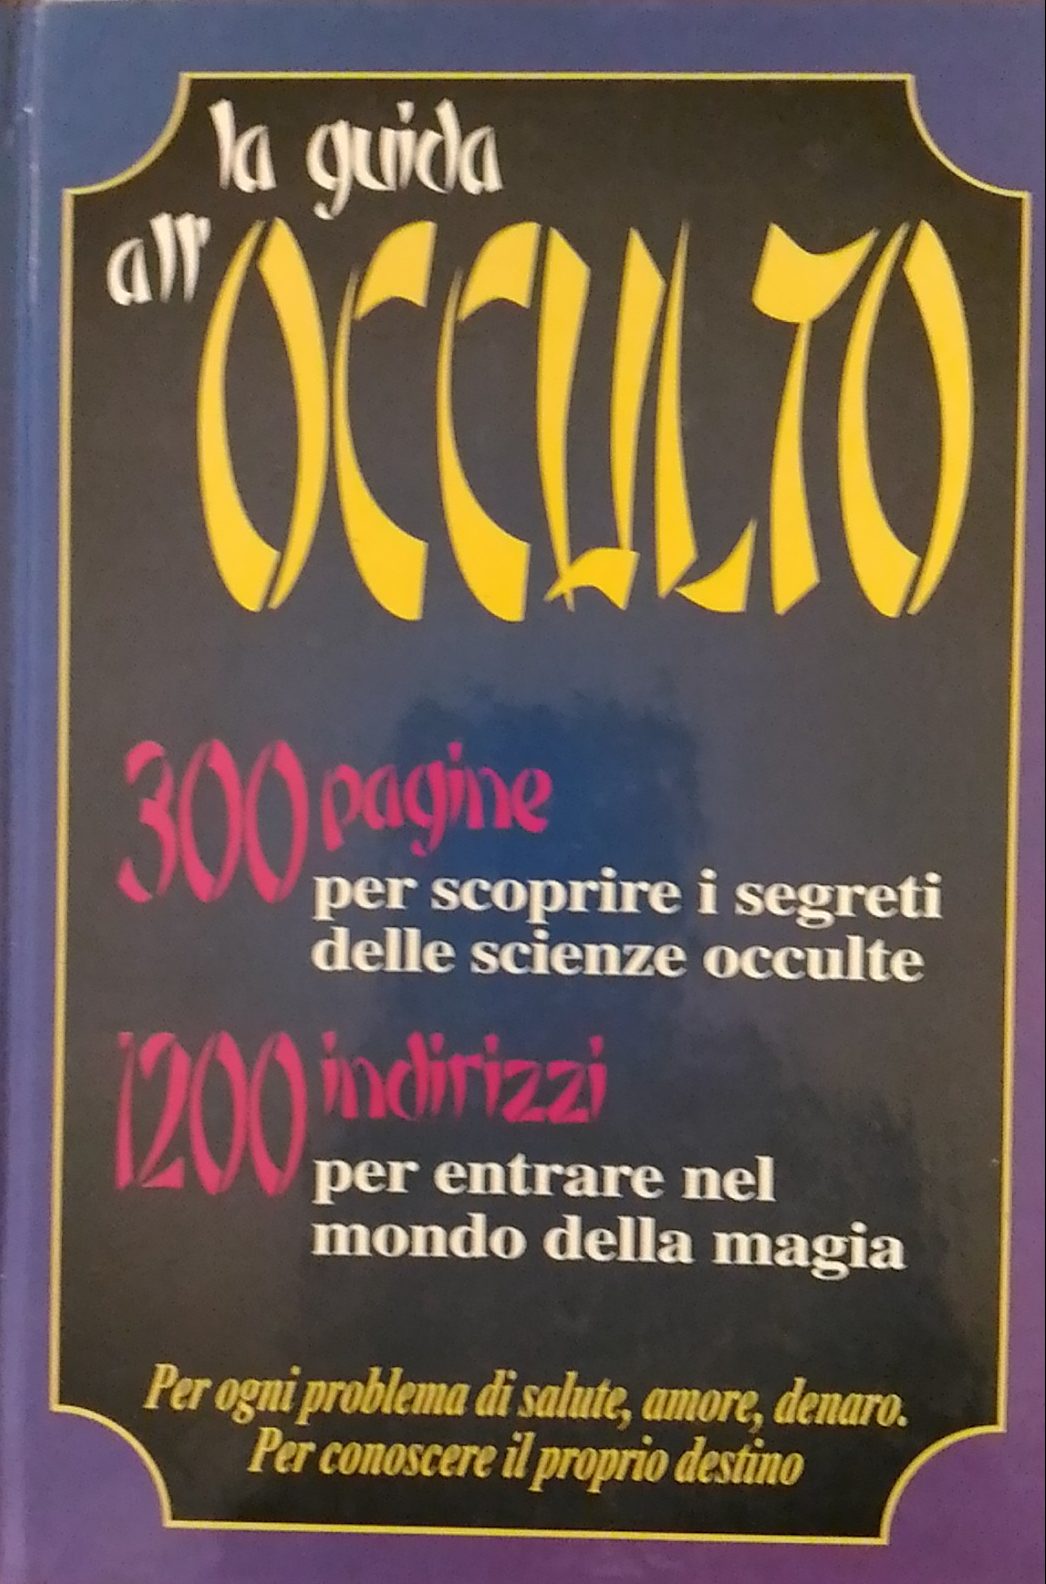 la guida
all'OCCULTO
300 pagine
per scoprire i segreti
delle scienze occulte
1200 indirizzi
per entrare nel
mondo della magia
Per ogni problema di salute, amore, denaro.
Per conoscere il proprio destino